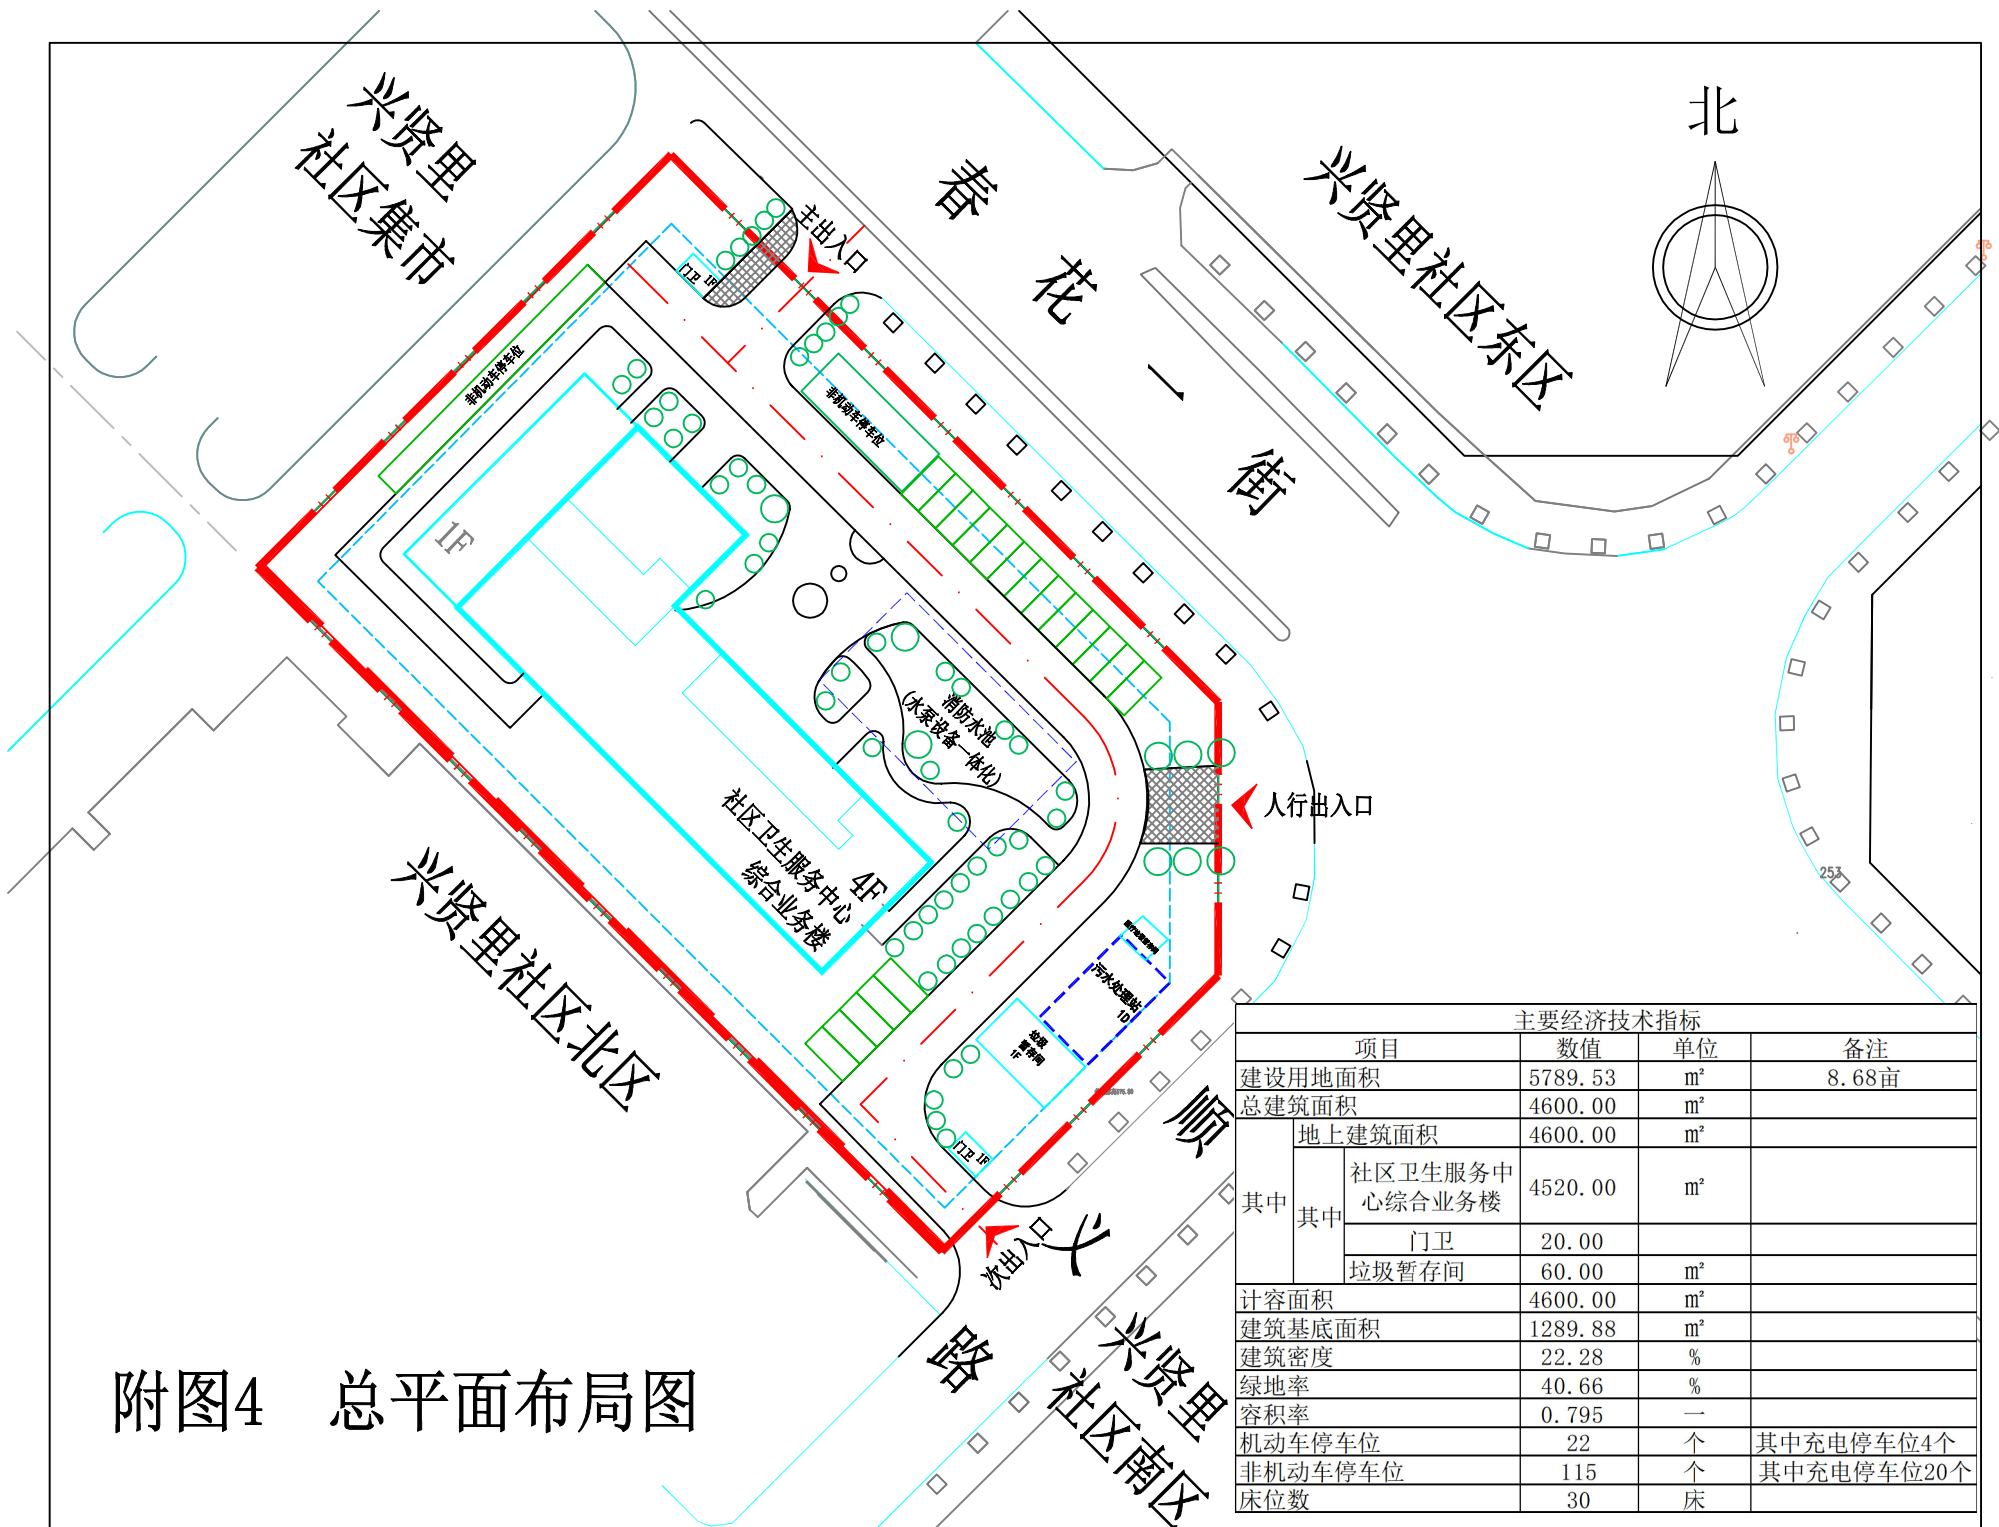 兴贤里
社区集市
春花一街
北
兴贤里社区东区
主出入口
门卫 1F
非机动车停车位
非机动车停车位
1F
消防水池
(水泵设备一体化)
人行出入口
社区卫生服务中心
综合业务楼
4F
兴贤里社区北区
污水处理站
1D
垃圾
暂存间
1F
门卫 1F
次出入口
顺义路
兴贤里
社区南区
253
附图4 总平面布局图
主要经济技术指标
项目 数值 单位 备注
建设用地面积 5789.53 ㎡ 8.68亩
总建筑面积 4600.00 ㎡
其中 地上建筑面积 4600.00 ㎡
其中 社区卫生服务中
心综合业务楼 4520.00 ㎡
门卫 20.00
垃圾暂存间 60.00 ㎡
计容面积 4600.00 ㎡
建筑基底面积 1289.88 ㎡
建筑密度 22.28 %
绿地率 40.66 %
容积率 0.795 一
机动车停车位 22 个 其中充电停车位4个
非机动车停车位 115 个 其中充电停车位20个
床位数 30 床